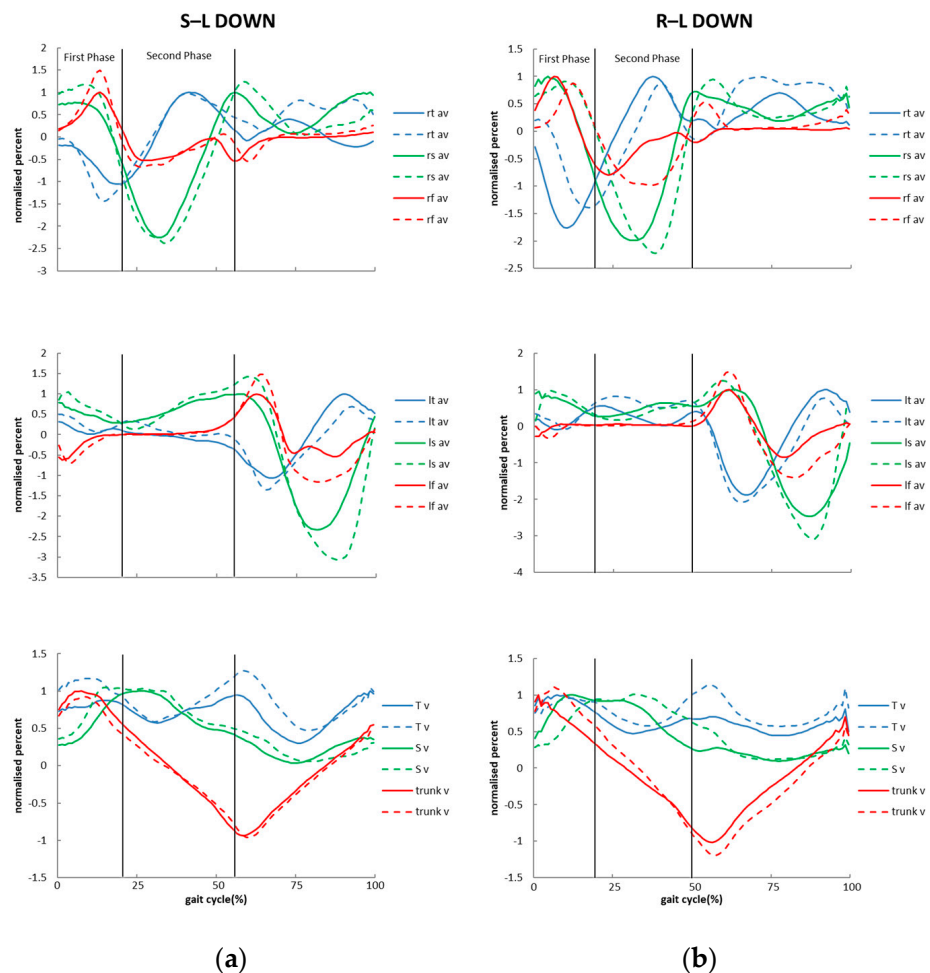 S–L DOWN
First Phase
Second Phase
normalised percent
2
1.5
1
0.5
0
-0.5
-1
-1.5
-2
-2.5
-3
rt av
rt av
rs av
rs av
rf av
rf av
R–L DOWN
First Phase
Second Phase
normalised percent
1.5
1
0.5
0
-0.5
-1
-1.5
-2
-2.5
rt av
rt av
rs av
rs av
rf av
rf av
normalised percent
2
1.5
1
0.5
0
-0.5
-1
-1.5
-2
-2.5
-3
-3.5
lt av
lt av
ls av
ls av
lf av
lf av
normalised percent
2
1
0
-1
-2
-3
-4
lt av
lt av
ls av
ls av
lf av
lf av
normalised percent
1.5
1
0.5
0
-0.5
-1
-1.5
0 25 50 75 100
gait cycle(%)
T v
T v
S v
S v
trunk v
trunk v
normalised percent
1.5
1
0.5
0
-0.5
-1
-1.5
0 25 50 75 100
gait cycle(%)
T v
T v
S v
S v
trunk v
trunk v
(a)
(b)